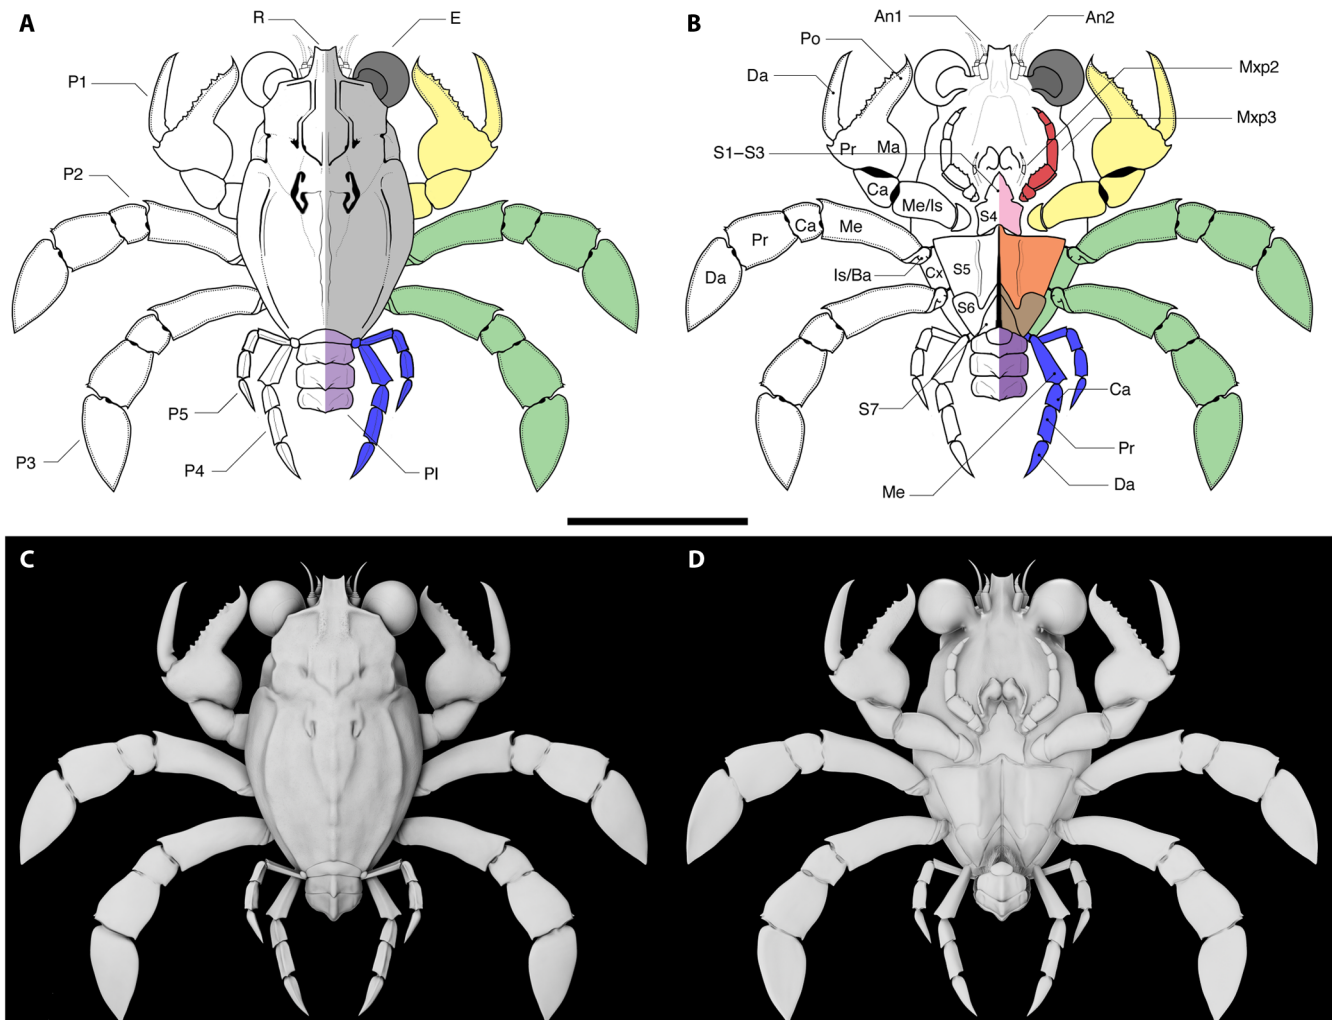 A
R
E
P1
P2
P5
P3
P4
Pl
B
An1
An2
Po
Da
Mxp2
Mxp3
S1–S3
Pr
Ma
Ca
Me/Is
S4
Pr
Ca
Me
Da
Is/Ba
Cx
S5
S6
S7
Ca
Pr
Me
Da
C
D